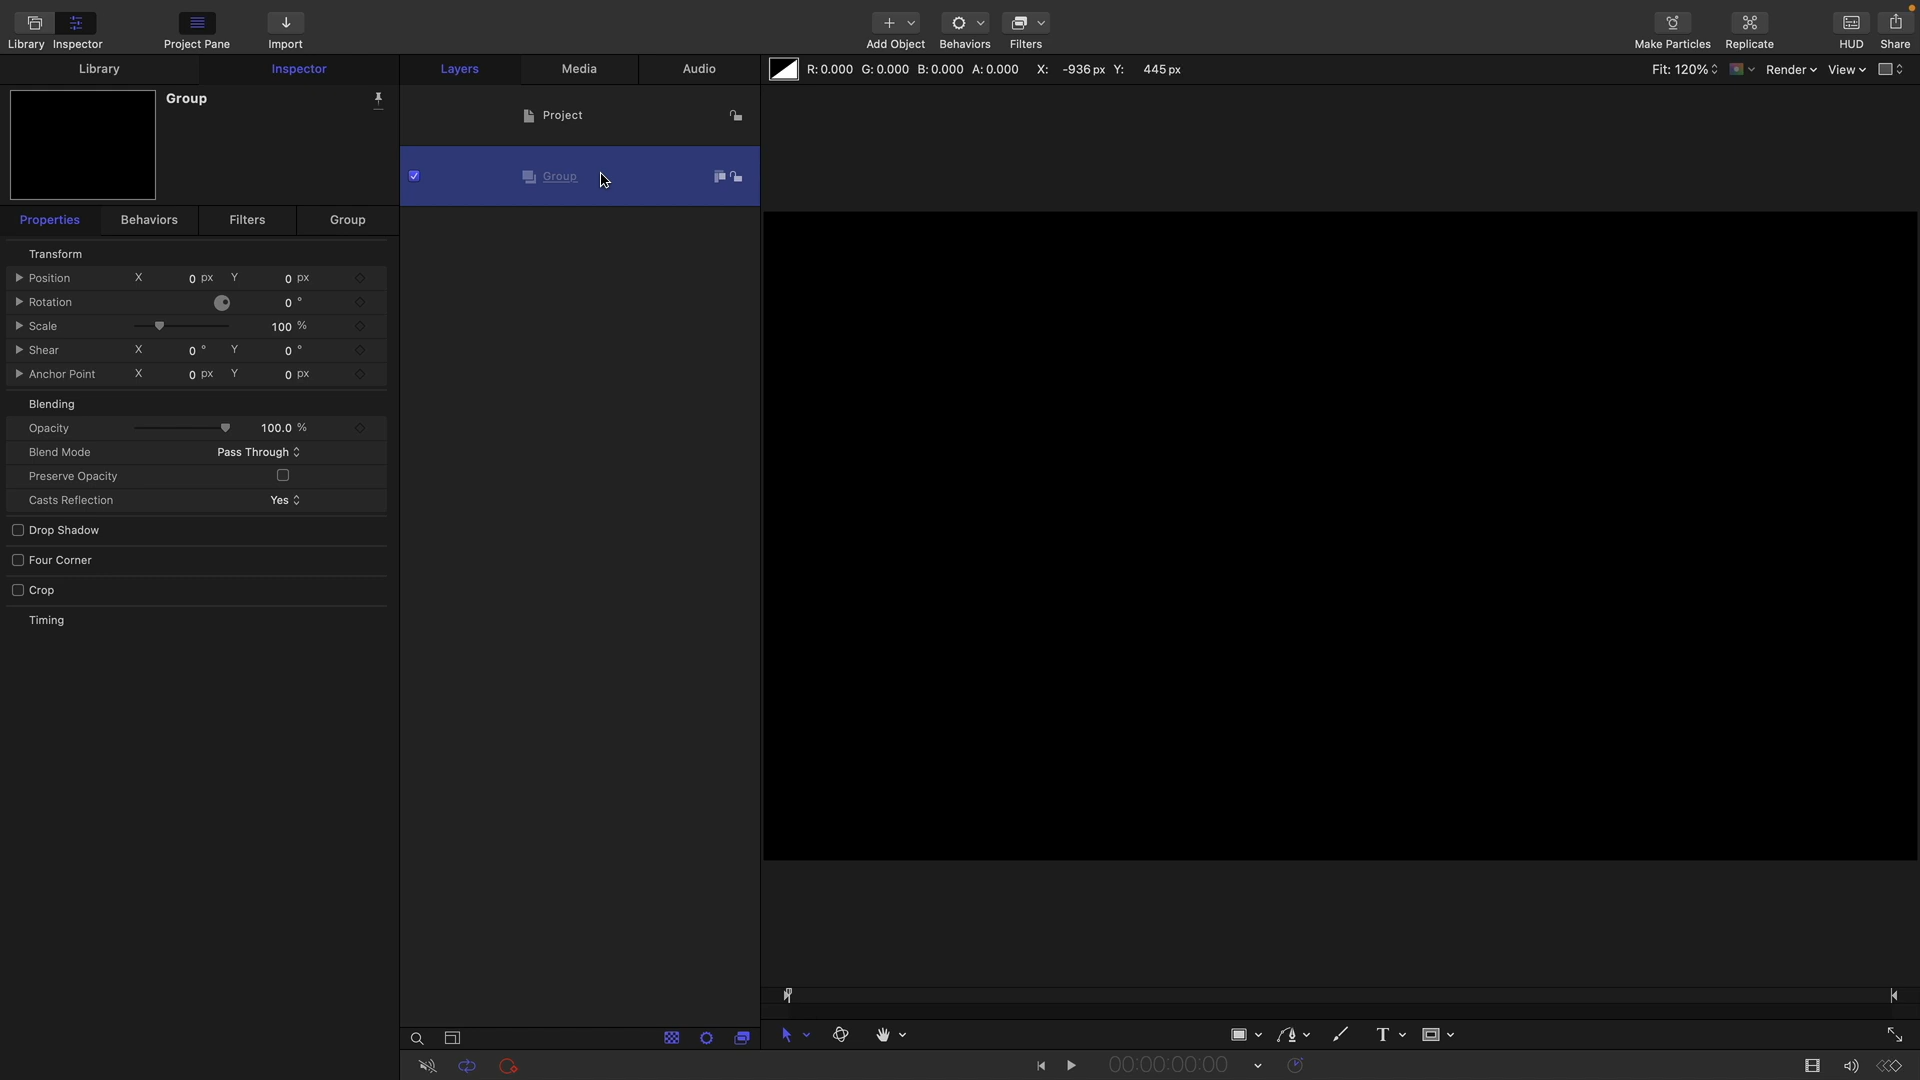 Library Inspector Project Pane Import Add Object Behaviors Filters Make Particles Replicate HUD Share
Library Inspector Layers Media Audio R: 0.000 G: 0.000 B: 0.000 A: 0.000 X: -936 px Y: 445 px Fit: 120% Render View
Group
Project
Group
Properties Behaviors Filters Group
Transform
Position X 0 px Y 0 px
Rotation 0 °
Scale 100 %
Shear X 0 ° Y 0 °
Anchor Point X 0 px Y 0 px
Blending
Opacity 100.0 %
Blend Mode Pass Through
Preserve Opacity
Casts Reflection Yes
Drop Shadow
Four Corner
Crop
Timing
T
00:00:00:00